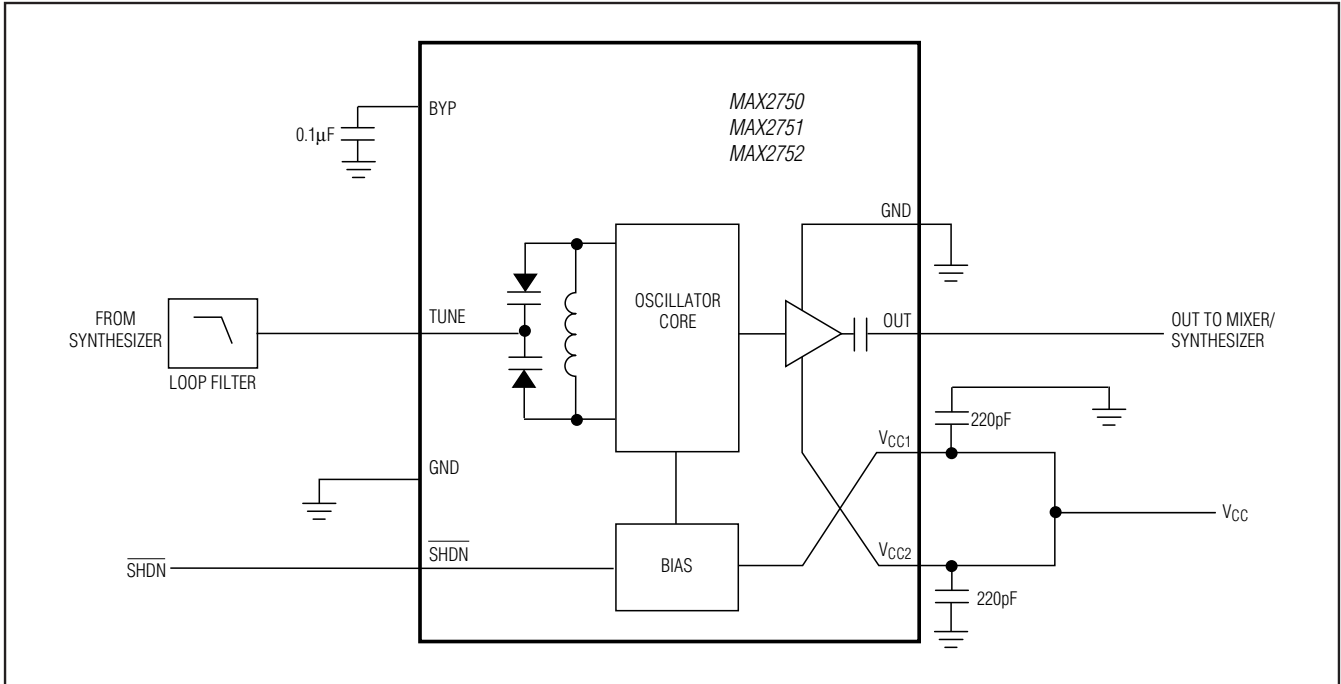 BYP
0.1μF
MAX2750
MAX2751
MAX2752
GND
OSCILLATOR
CORE
FROM
SYNTHESIZER
LOOP FILTER
TUNE
OUT
OUT TO MIXER/
SYNTHESIZER
220pF
VCC1
GND
VCC
SHDN
SHDN
BIAS
VCC2
220pF